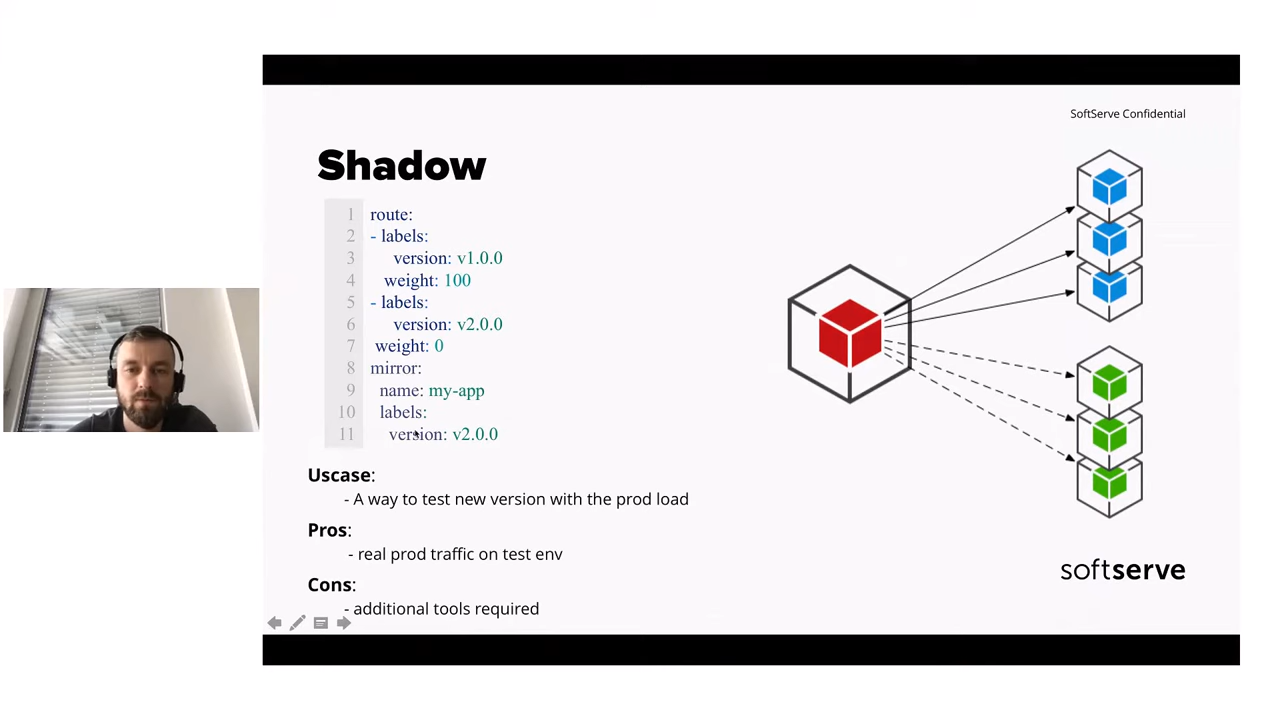 SoftServe Confidential
Shadow
1 route:
2 - labels:
3 version: v1.0.0
4 weight: 100
5 - labels:
6 version: v2.0.0
7 weight: 0
8 mirror:
9 name: my-app
10 labels:
11 version: v2.0.0
Uscase:
- A way to test new version with the prod load
Pros:
- real prod traffic on test env
Cons:
- additional tools required
softserve